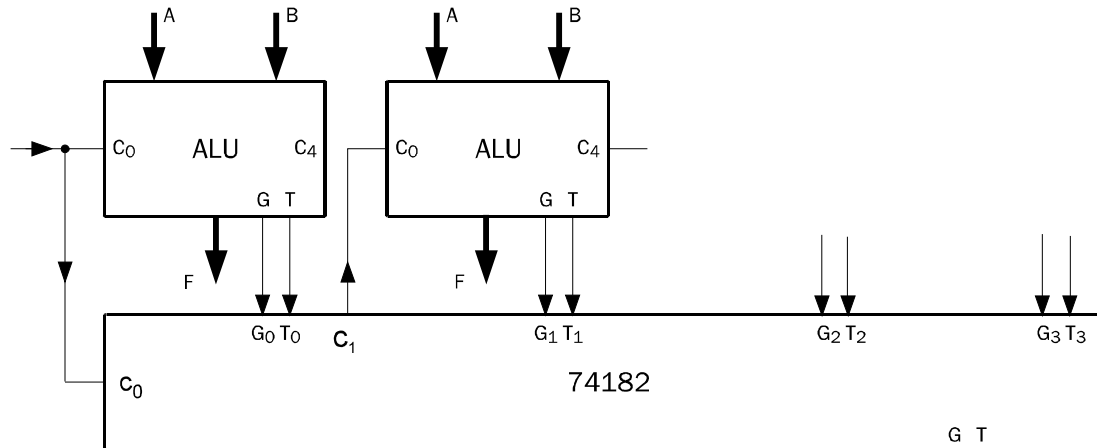 A B A B
C0 ALU C4 C0 ALU C4
G T G T
F F
G0 T0 C1 G1 T1 G2 T2 G3 T3
C0 74182
G T